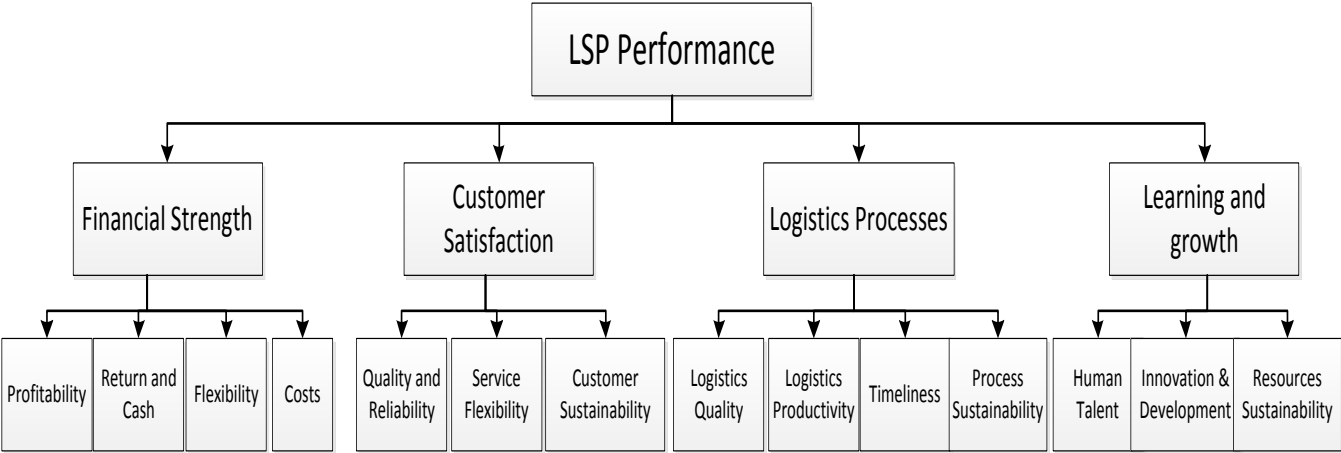 LSP Performance
Financial Strength
Customer
Satisfaction
Logistics Processes
Learning and
growth
Profitability
Return and
Cash
Flexibility
Costs
Quality and
Reliability
Service
Flexibility
Customer
Sustainability
Logistics
Quality
Logistics
Productivity
Timeliness
Process
Sustainability
Human
Talent
Innovation &
Development
Resources
Sustainability